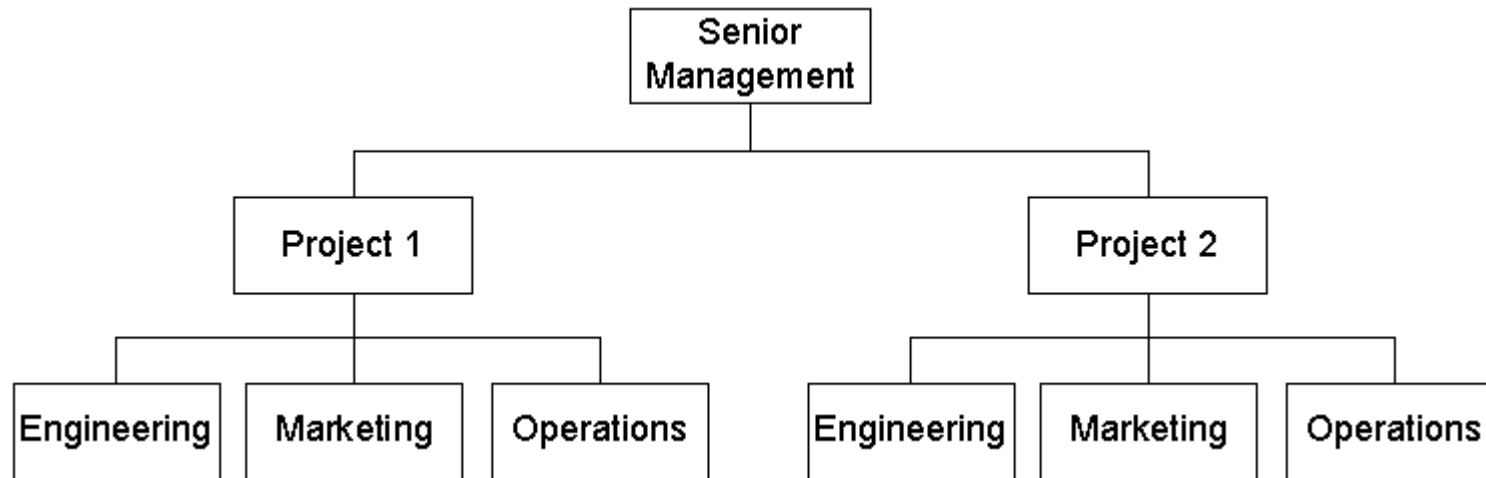 Senior
Management
Project 1
Project 2
Engineering
Marketing
Operations
Engineering
Marketing
Operations